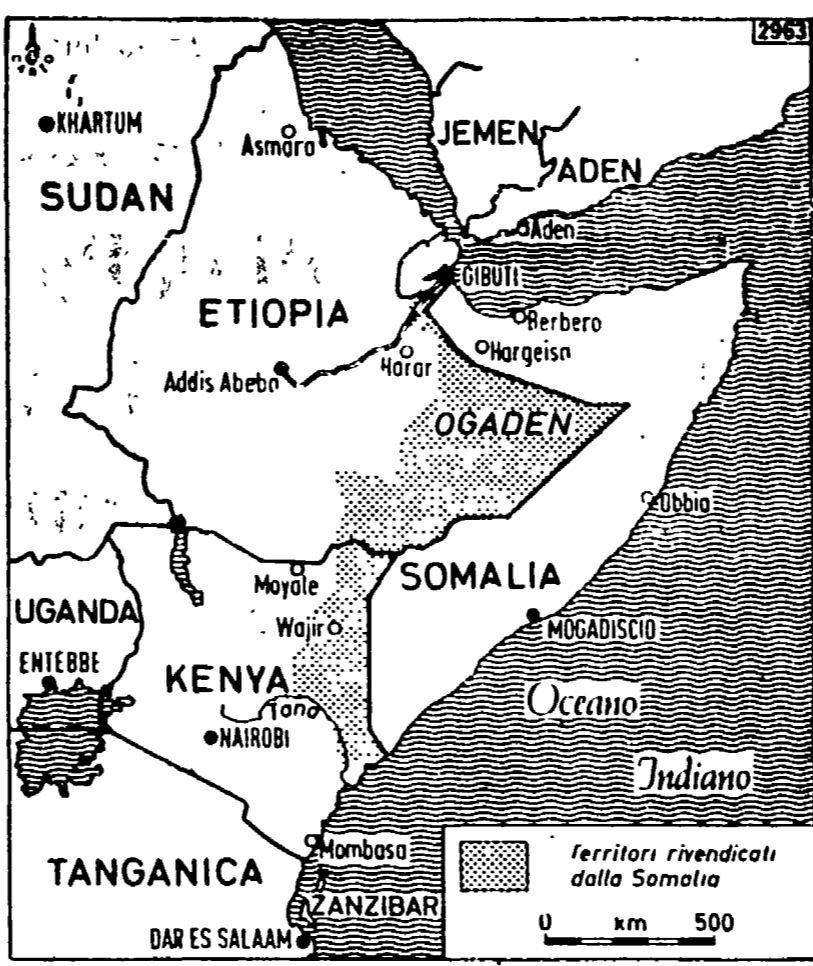 2963
KHARTUM
Asmara
JEMEN
ADEN
SUDAN
Aden
GIBUTI
ETIOPIA
Berbero
Hargeisa
Harar
Addis Abeba
OGADEN
Obbia
Moyale
SOMALIA
UGANDA
Wajir
MOGADISCIO
ENTEBBE
KENYA
Tana
Oceano
NAIROBI
Indiano
Mombasa
Territori rivendicati
dalla Somalia
TANGANICA
ZANZIBAR
0 km 500
DAR ES SALAAM